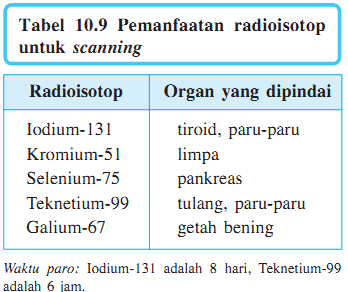 Tabel 10.9 Pemanfaatan radioisotop
untuk scanning
Radioisotop Organ yang dipindai
Iodium-131 tiroid, paru-paru
Kromium-51 limpa
Selenium-75 pankreas
Teknetium-99 tulang, paru-paru
Galium-67 getah bening
Waktu paro: Iodium-131 adalah 8 hari, Teknetium-99
adalah 6 jam.